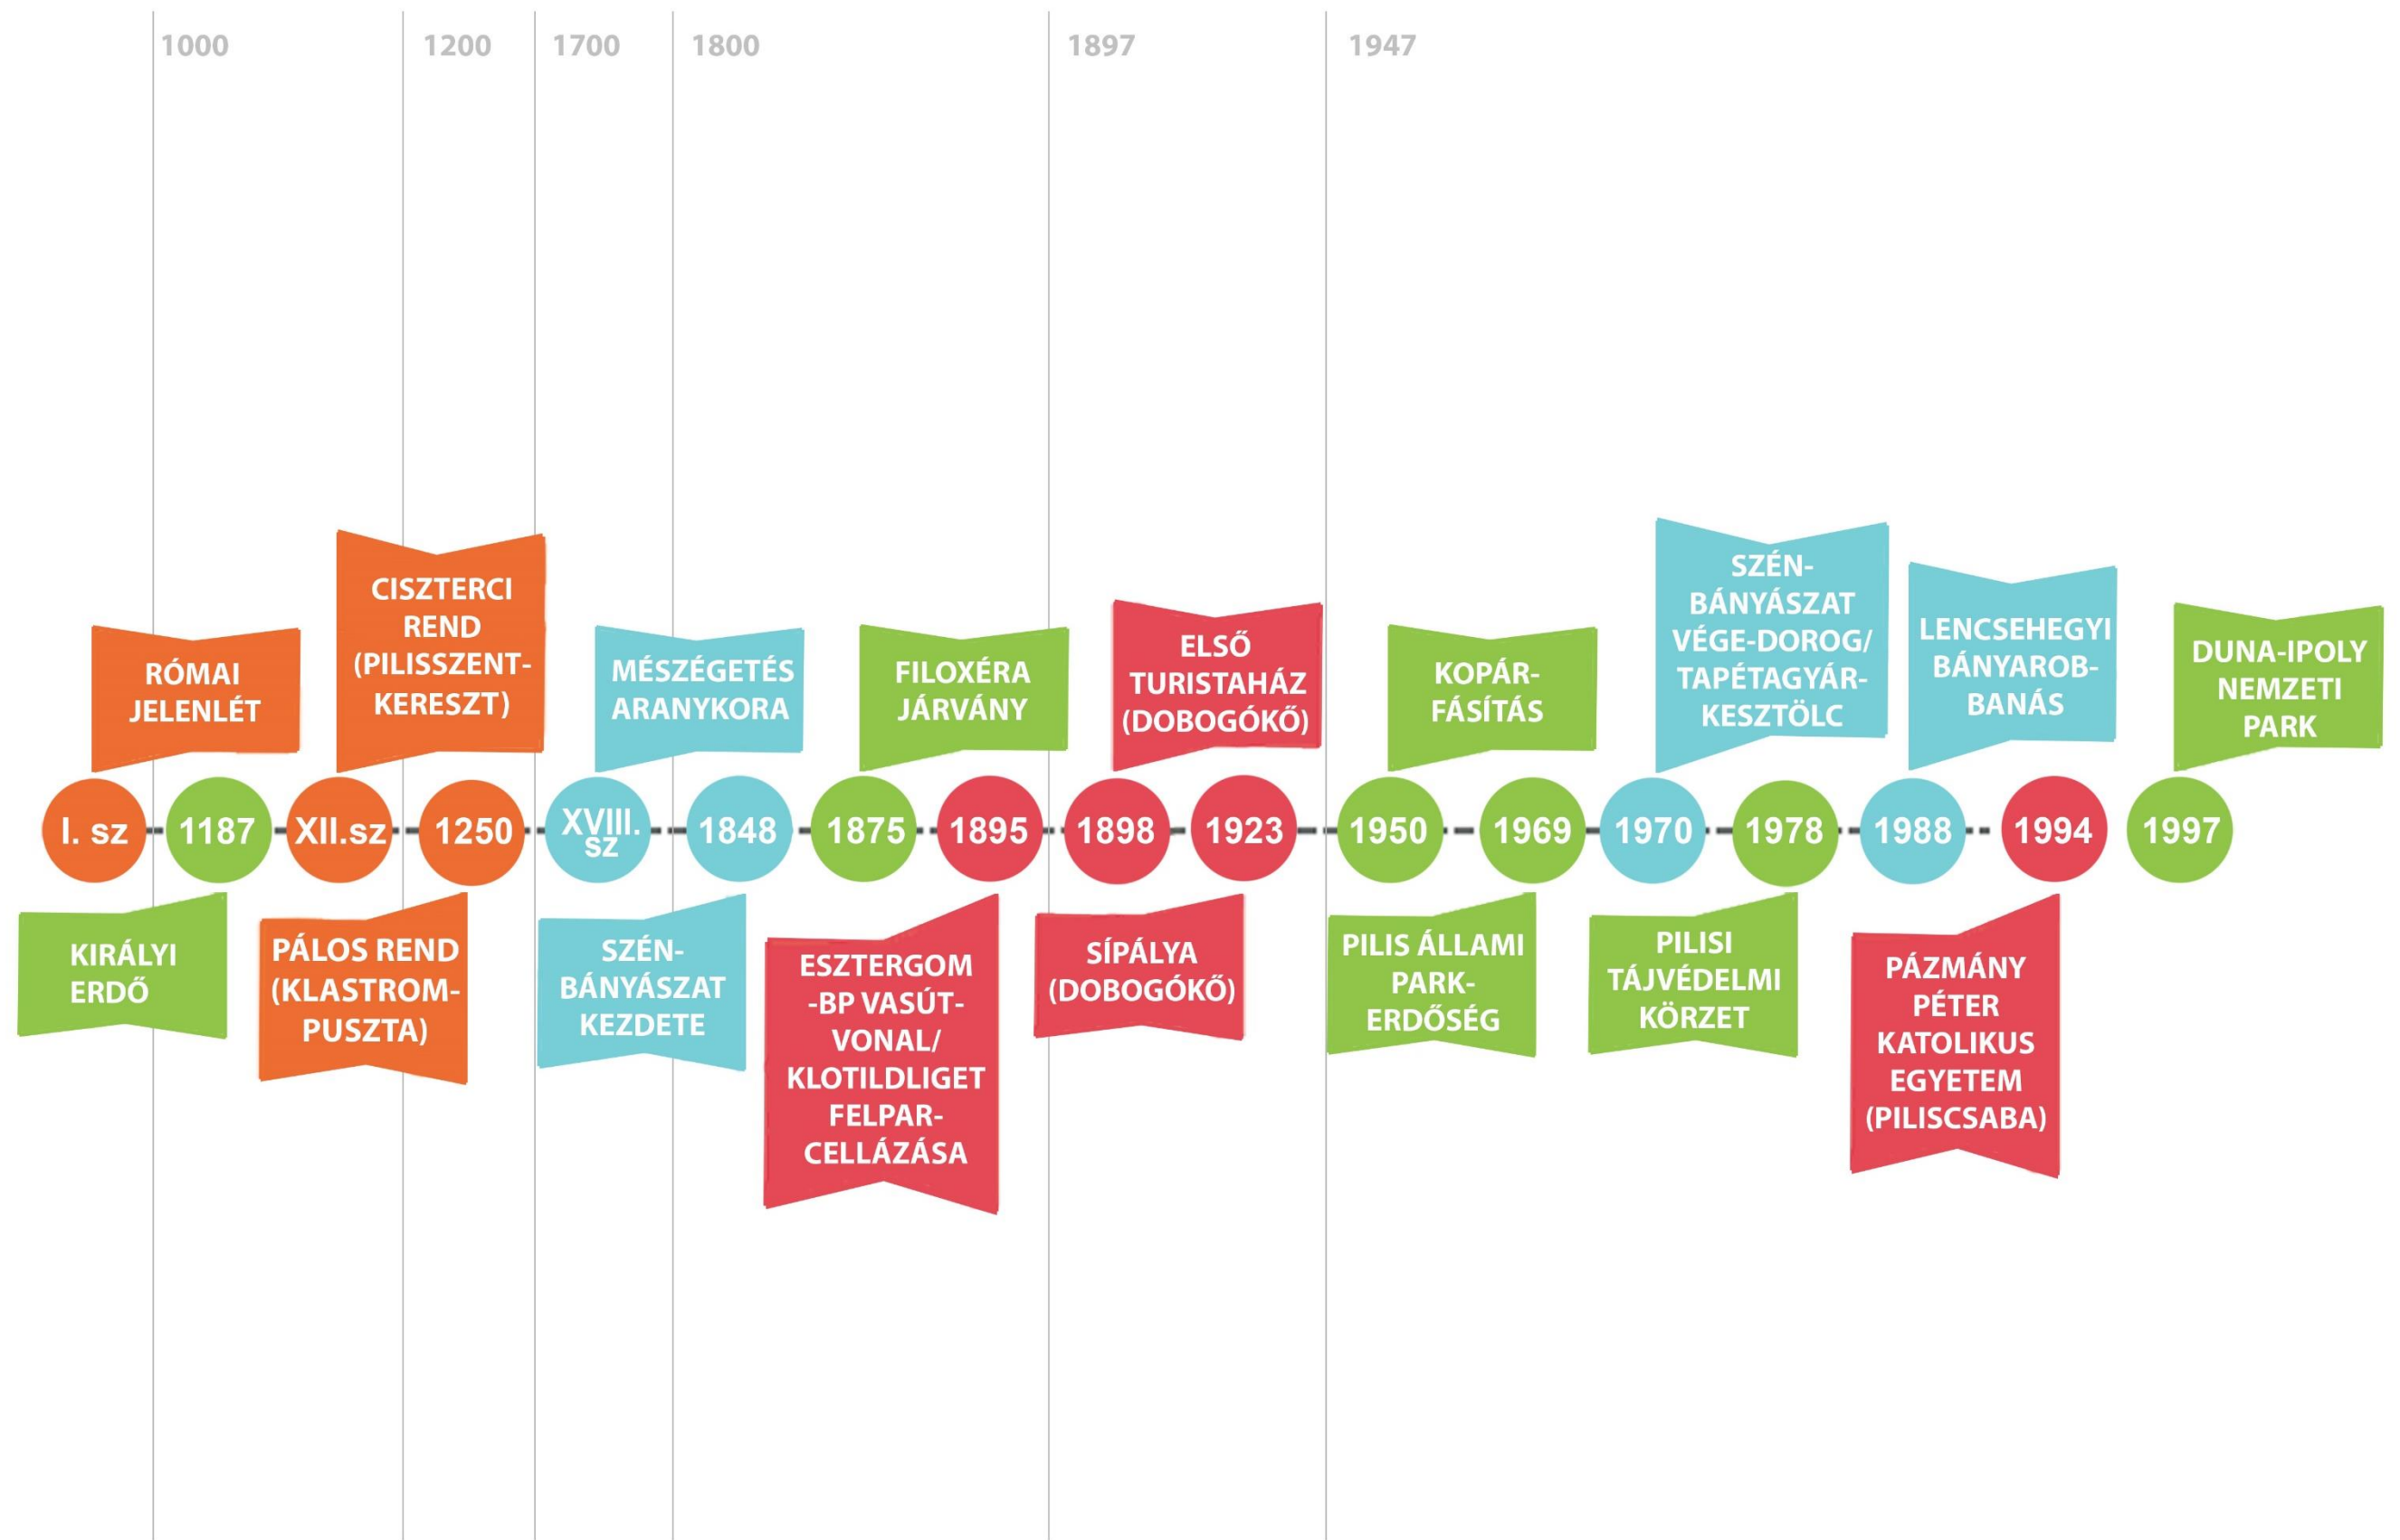 1000
1200
1700
1800
1897
1947
RÓMAI
JELENLÉT
CISZTERCI
REND
(PILISSZENT-
KERESZT)
MÉSZÉGETÉS
ARANYKORA
FILOXÉRA
JÁRVÁNY
ELSŐ
TURISTAHÁZ
(DOBOGÓKŐ)
KOPÁR-
FÁSÍTÁS
SZÉN-
BÁNYÁSZAT
VÉGE-DOROG/
TAPÉTAGYÁR-
KESZTÖLC
LENCSEHEGYI
BÁNYAROB-
BANÁS
DUNA-IPOLY
NEMZETI
PARK
I. sz
1187
XII.sz
1250
XVIII.
sz
1848
1875
1895
1898
1923
1950
1969
1970
1978
1988
1994
1997
KIRÁLYI
ERDŐ
PÁLOS REND
(KLASTROM-
PUSZTA)
SZÉN-
BÁNYÁSZAT
KEZDETE
ESZTERGOM
-BP VASÚT-
VONAL/
KLOTILDLIGET
FELPAR-
CELLÁZÁSA
SÍPÁLYA
(DOBOGÓKŐ)
PILIS ÁLLAMI
PARK-
ERDŐSÉG
PILISI
TÁJVÉDELMI
KÖRZET
PÁZMÁNY
PÉTER
KATOLIKUS
EGYETEM
(PILISCSABA)